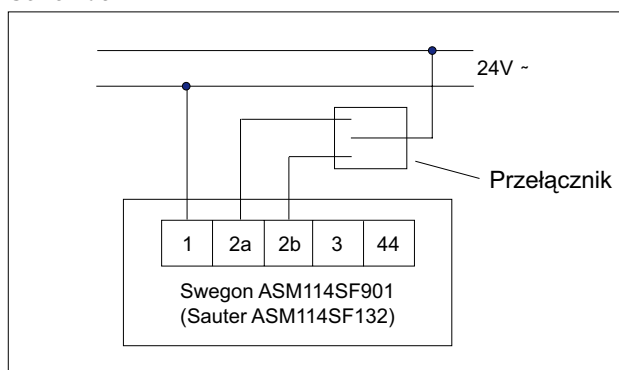 24V ~
Przełącznik
1 2a 2b 3 44
Swegon ASM114SF901
(Sauter ASM114SF132)